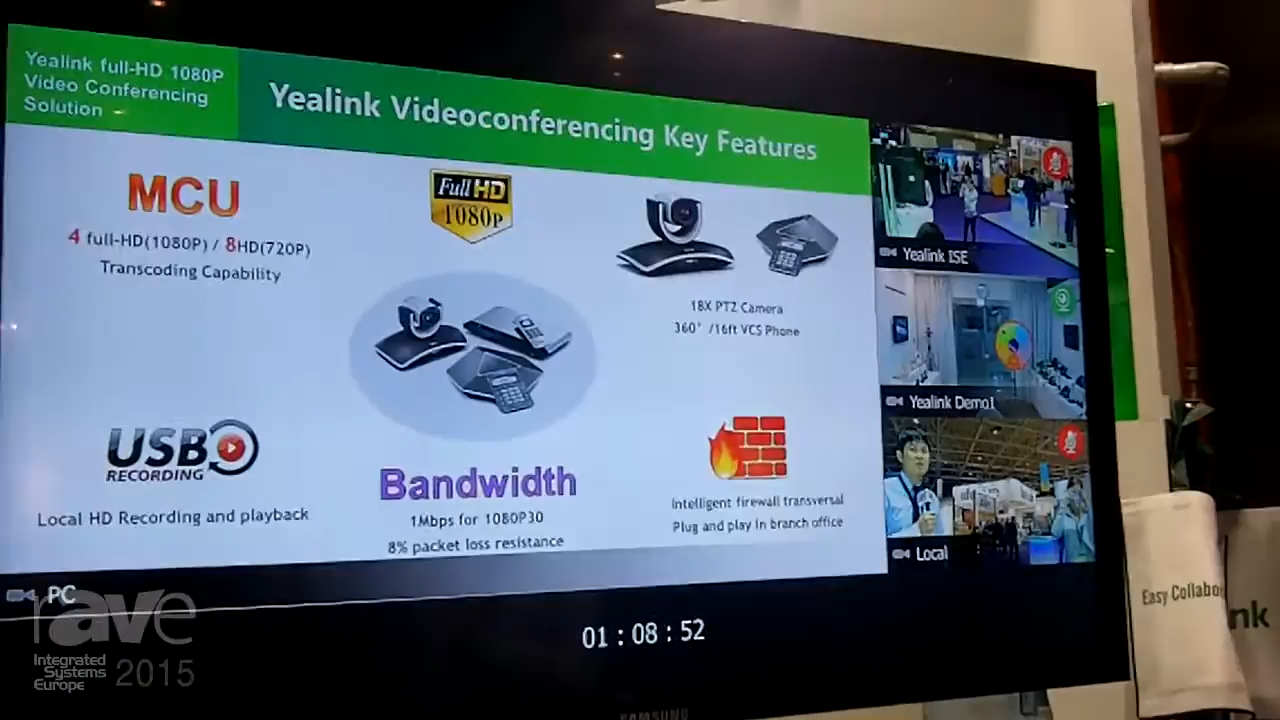 Yealink full-HD 1080P
Video Conferencing
Solution
Yealink Videoconferencing Key Features
MCU
4 full-HD(1080P) / 8HD(720P)
Transcoding Capability
Full HD
1080P
18X PTZ Camera
360° /16ft VCS Phone
USB
RECORDING
Local HD Recording and playback
Bandwidth
1Mbps for 1080P30
8% packet loss resistance
Intelligent firewall transversal
Plug and play in branch office
Yealink ISE
Yealink Demo1
Local
PC
01 : 08 : 52
SAMSUNG
Easy Collabo
nk
rave
Integrated
Systems
Europe 2015